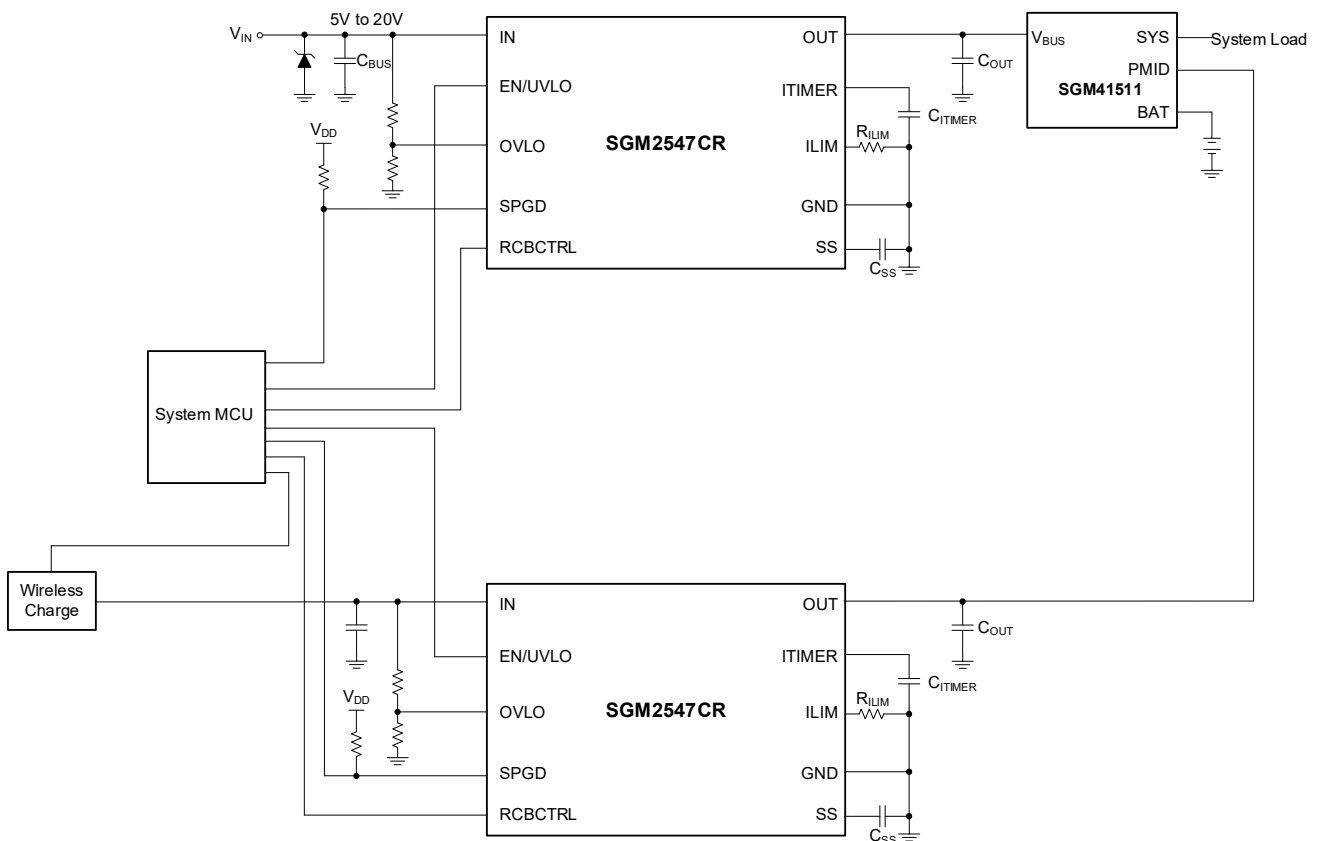 5V to 20V
VIN
CBUS
IN
OUT
EN/UVLO
ITIMER
OVLO
SGM2547CR
ILIM
SPGD
GND
RCBCTRL
SS
VDD
COUT
CITIMER
RILIM
CSS
VBUS
SYS
System Load
PMID
SGM41511
BAT
System MCU
Wireless
Charge
IN
OUT
EN/UVLO
ITIMER
OVLO
SGM2547CR
ILIM
SPGD
GND
RCBCTRL
SS
VDD
COUT
CITIMER
RILIM
CSS